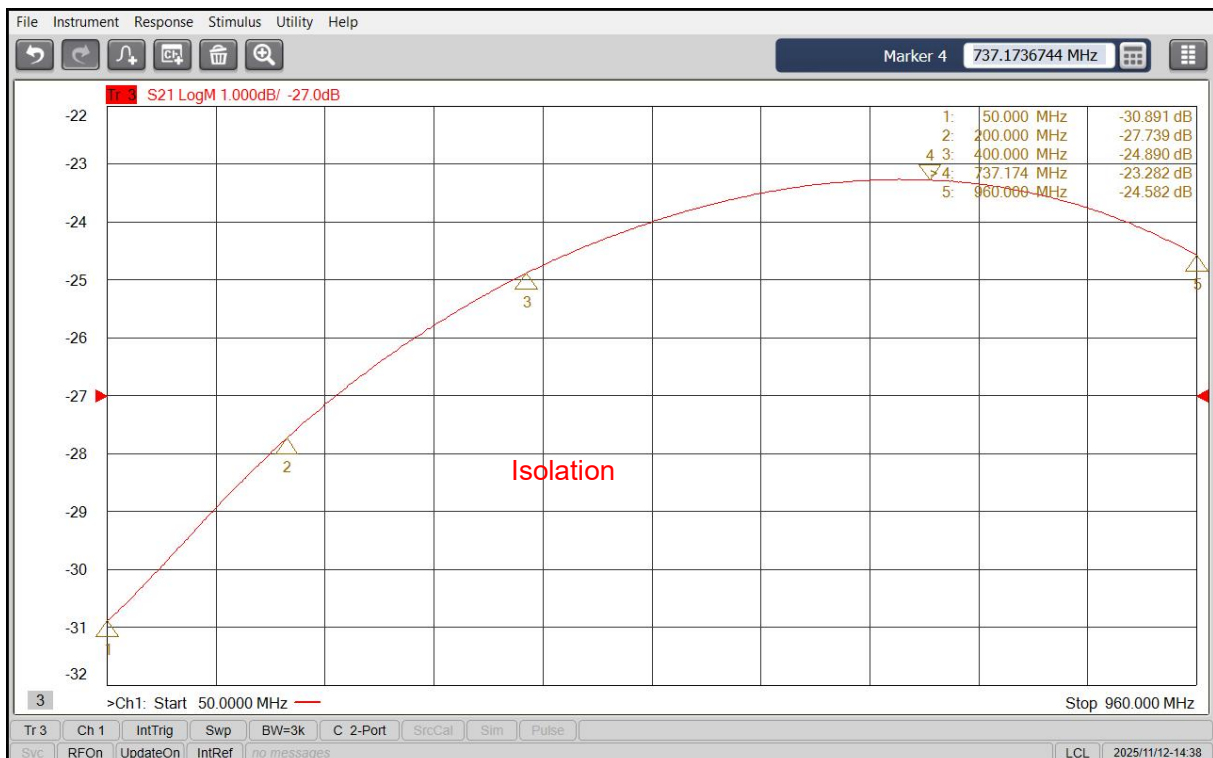 File Instrument Response Stimulus Utility Help
Marker 4 737.1736744 MHz
Tr 3 S21 LogM 1.000dB/ -27.0dB
1: 50.000 MHz -30.891 dB
2: 200.000 MHz -27.739 dB
3: 400.000 MHz -24.890 dB
>4: 737.174 MHz -23.282 dB
5: 960.000 MHz -24.582 dB
-22
-23
-24
-25
-26
-27
-28
-29
-30
-31
-32
4
3
5
2
1
Isolation
3 >Ch1: Start 50.0000 MHz Stop 960.000 MHz
Tr 3 Ch 1 IntTrig Swp BW=3k C 2-Port SrcCal Sim Pulse
Svc RFOn UpdateOn IntRef no messages LCL 2025/11/12-14:38